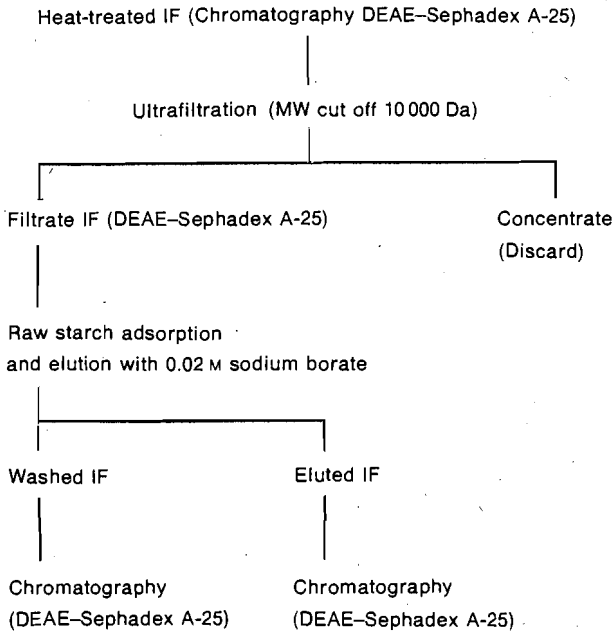 Heat-treated IF (Chromatography DEAE–Sephadex A-25)
Ultrafiltration (MW cut off 10 000 Da)
Filtrate IF (DEAE–Sephadex A-25)
Concentrate
(Discard)
Raw starch adsorption
and elution with 0.02 M sodium borate
Washed IF
Eluted IF
Chromatography
(DEAE–Sephadex A-25)
Chromatography
(DEAE–Sephadex A-25)